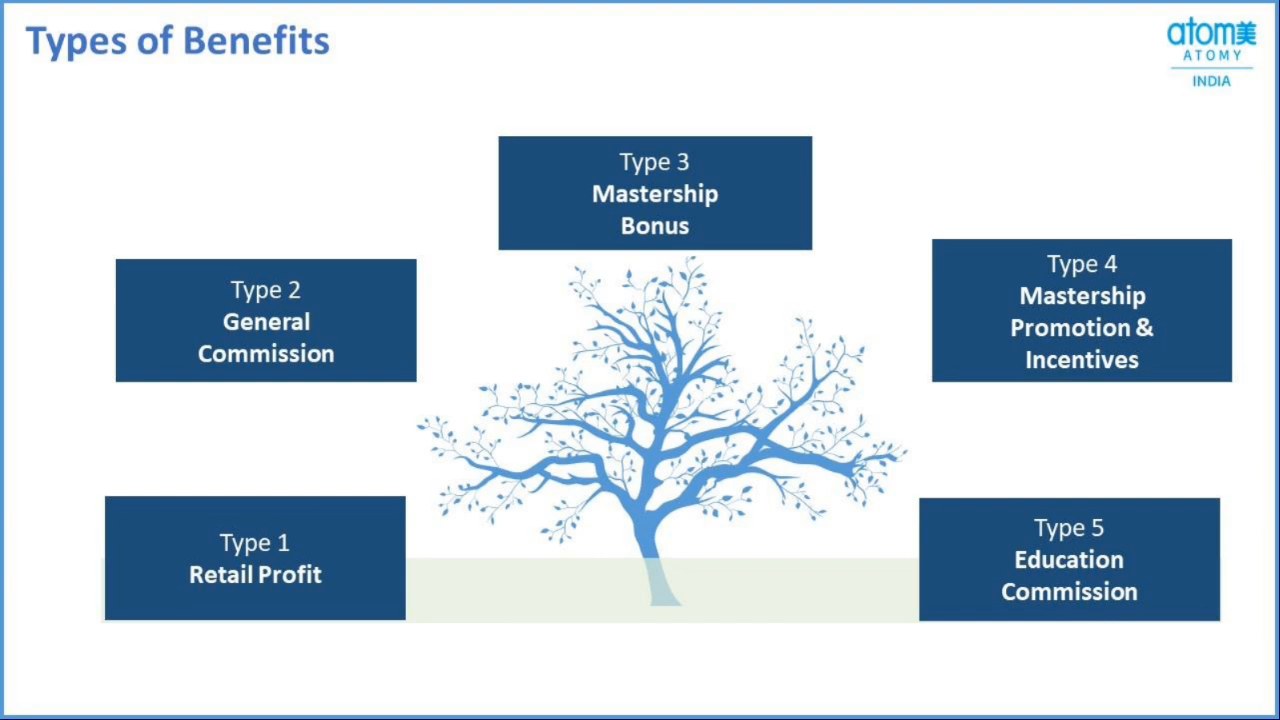 Types of Benefits
atom美
ATOMY
INDIA
Type 3
Mastership
Bonus
Type 2
General
Commission
Type 4
Mastership
Promotion &
Incentives
Type 1
Retail Profit
Type 5
Education
Commission